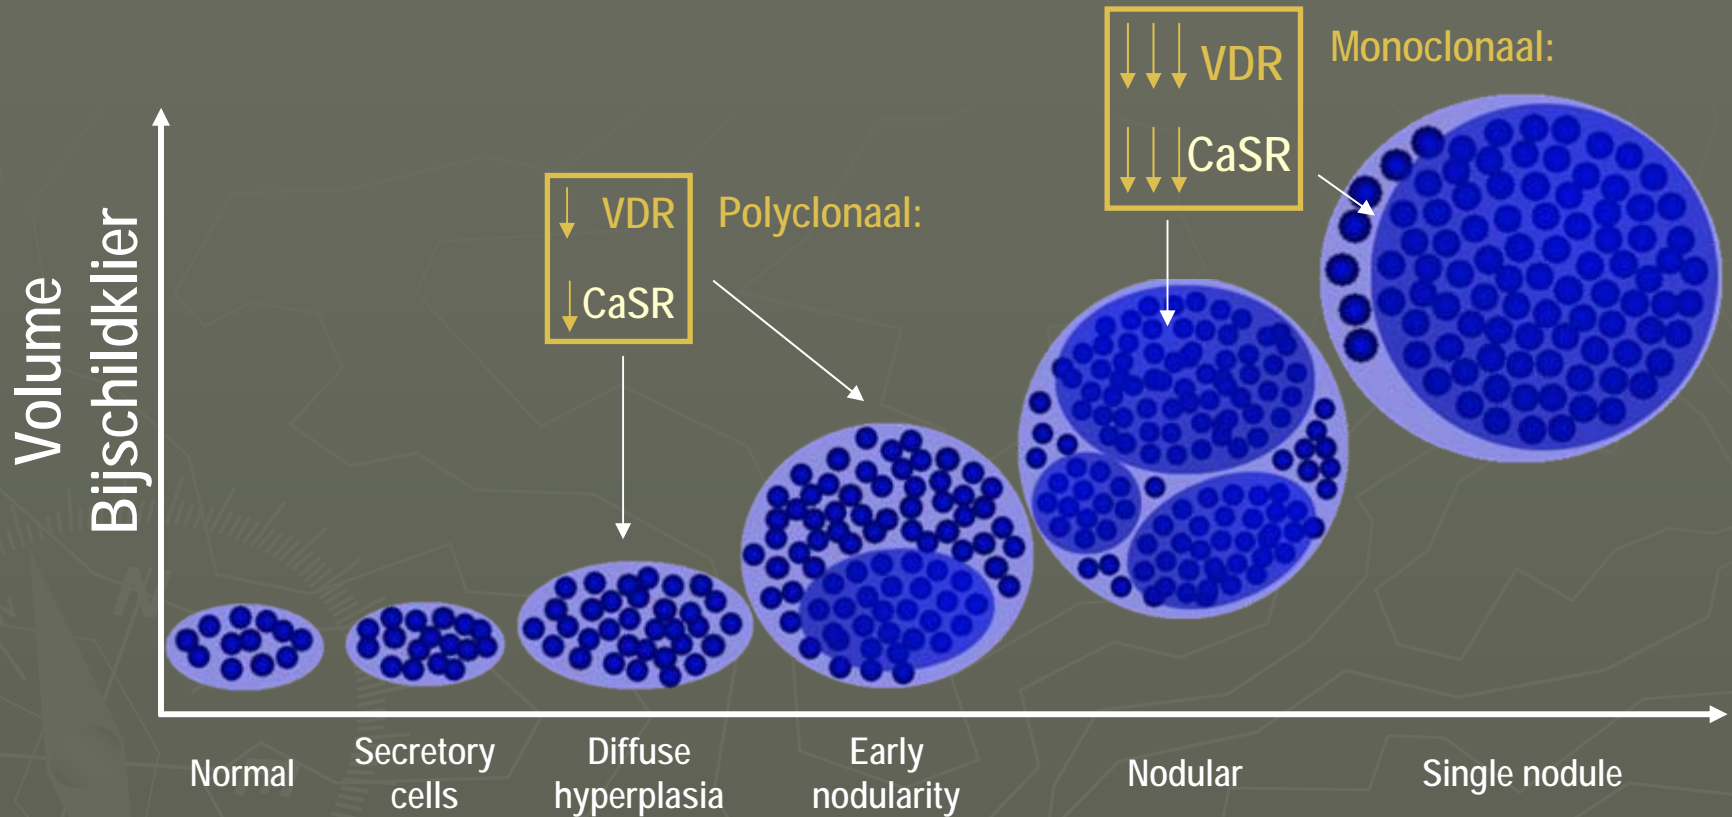 VDR
CaSR
Monoclonaal:
VDR
CaSR
Polyclonaal:
Volume
Bijschildklier
Normal
Secretory
cells
Diffuse
hyperplasia
Early
nodularity
Nodular
Single nodule